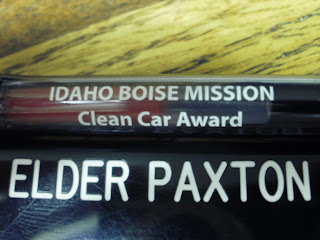 IDAHO BOISE MISSION
Clean Car Award
ELDER PAXTON